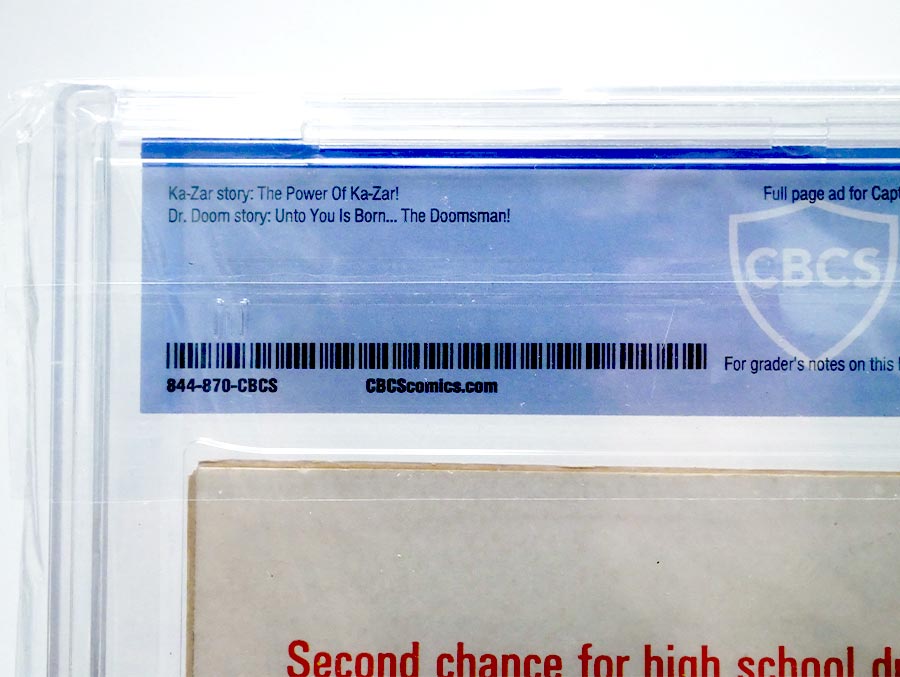 Ka-Zar story: The Power Of Ka-Zar!
Dr. Doom story: Unto You Is Born... The Doomsman!
Full page ad for Capt
CBCS
844-870-CBCS
CBCScomics.com
For grader's notes on this
Second chance for high school